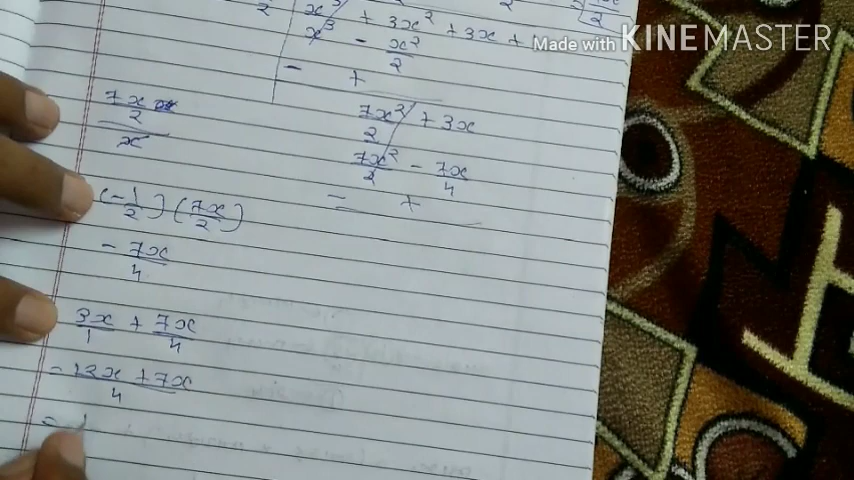 x³ + 3x² + 3x +
x³ - x²/2
- +
7x²/2 + 3x
7x²/2 - 7x/4
- +
7x/2
x
(-1/2) (7x/2)
- 7x/4
3x/1 + 7x/4
= 12x + 7x / 4
=
Made with KINEMASTER